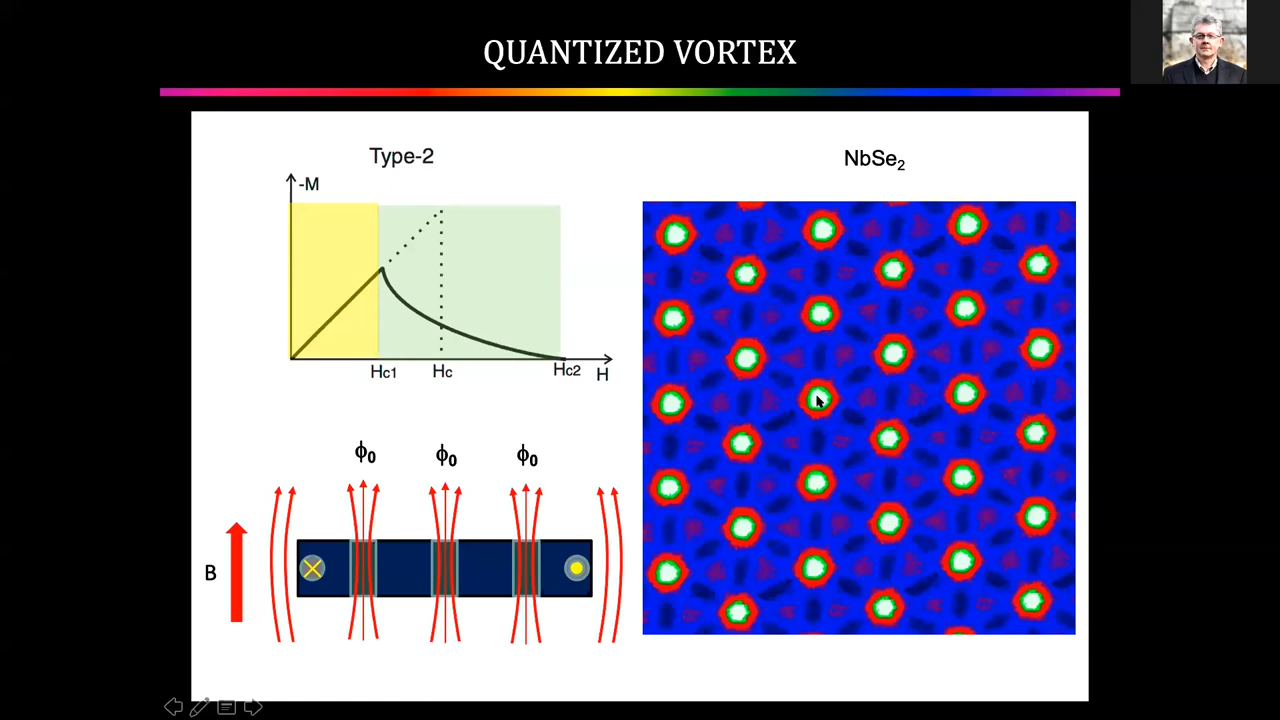 QUANTIZED VORTEX
Type-2
NbSe₂
-M
Hc1
Hc
Hc2
H
ϕ₀
ϕ₀
ϕ₀
B